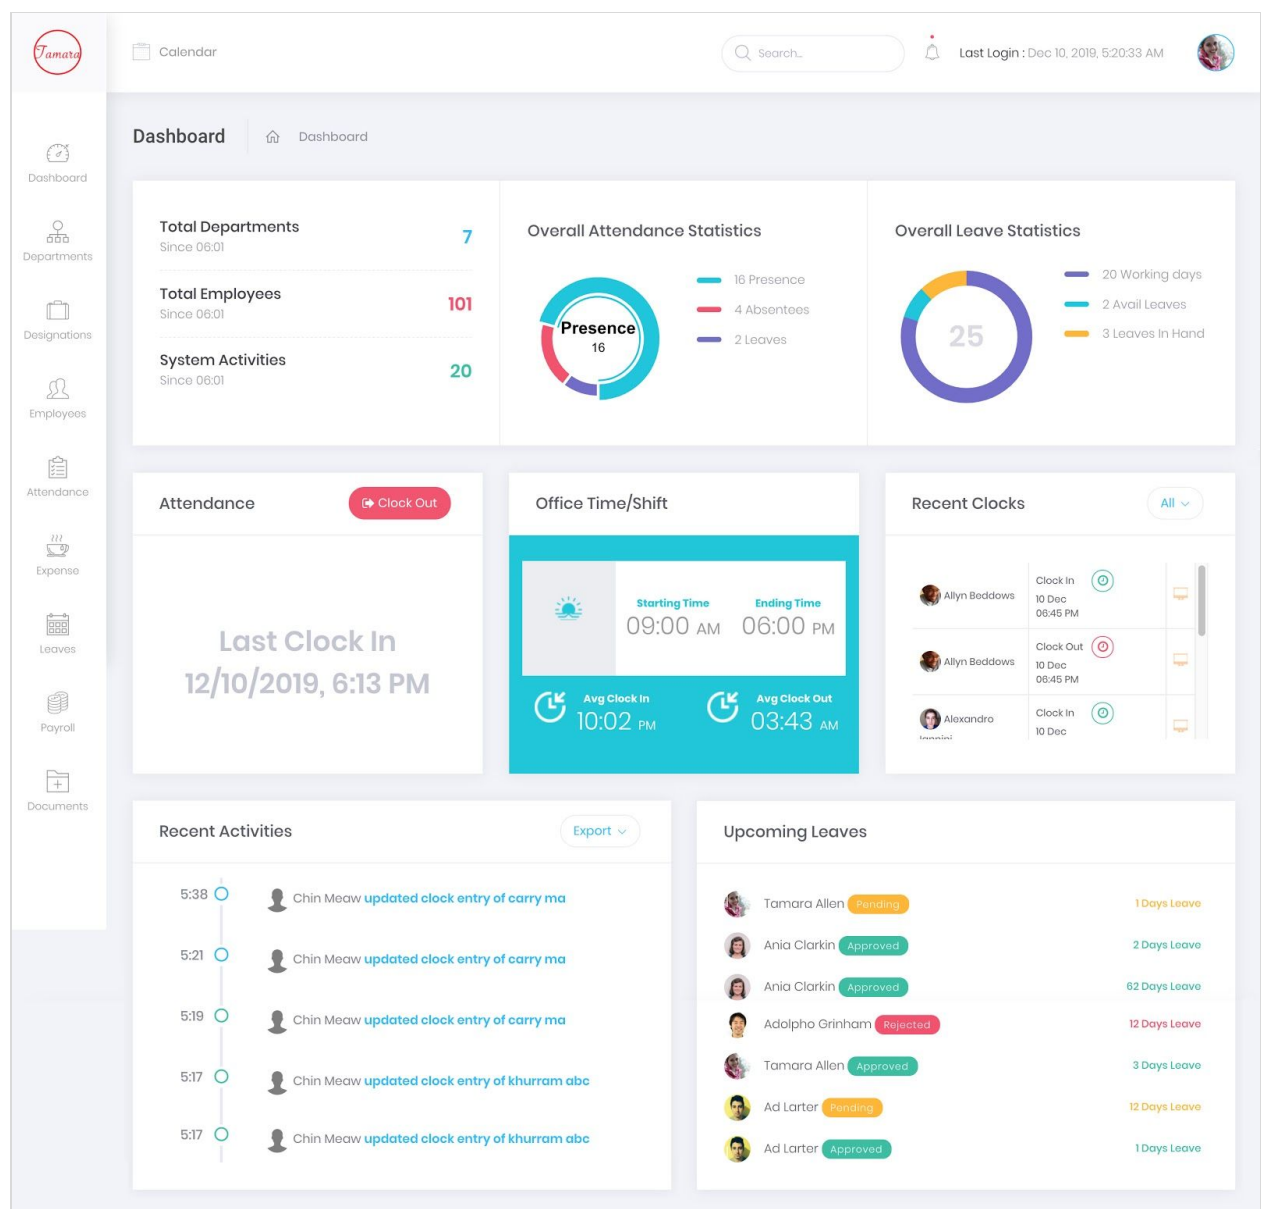 Tamara
Calendar
Search...
Last Login : Dec 10, 2019, 5:20:33 AM
Dashboard
Departments
Designations
Employees
Attendance
Expense
Leaves
Payroll
Documents
Dashboard
Dashboard
Total Departments
Since 06:01
7
Total Employees
Since 06:01
101
System Activities
Since 06:01
20
Overall Attendance Statistics
Presence
16
16 Presence
4 Absentees
2 Leaves
Overall Leave Statistics
25
20 Working days
2 Avail Leaves
3 Leaves In Hand
Attendance
Clock Out
Last Clock In
12/10/2019, 6:13 PM
Office Time/Shift
Starting Time
09:00 AM
Ending Time
06:00 PM
Avg Clock In
10:02 PM
Avg Clock Out
03:43 AM
Recent Clocks
All
Allyn Beddows
Clock In
10 Dec
06:45 PM
Allyn Beddows
Clock Out
10 Dec
06:45 PM
Alexandro
Clock In
10 Dec
Recent Activities
Export
5:38
Chin Meaw updated clock entry of carry ma
5:21
Chin Meaw updated clock entry of carry ma
5:19
Chin Meaw updated clock entry of carry ma
5:17
Chin Meaw updated clock entry of khurram abc
5:17
Chin Meaw updated clock entry of khurram abc
Upcoming Leaves
Tamara Allen Pending 1 Days Leave
Ania Clarkin Approved 2 Days Leave
Ania Clarkin Approved 62 Days Leave
Adolpho Grinham Rejected 12 Days Leave
Tamara Allen Approved 3 Days Leave
Ad Larter Pending 12 Days Leave
Ad Larter Approved 1 Days Leave